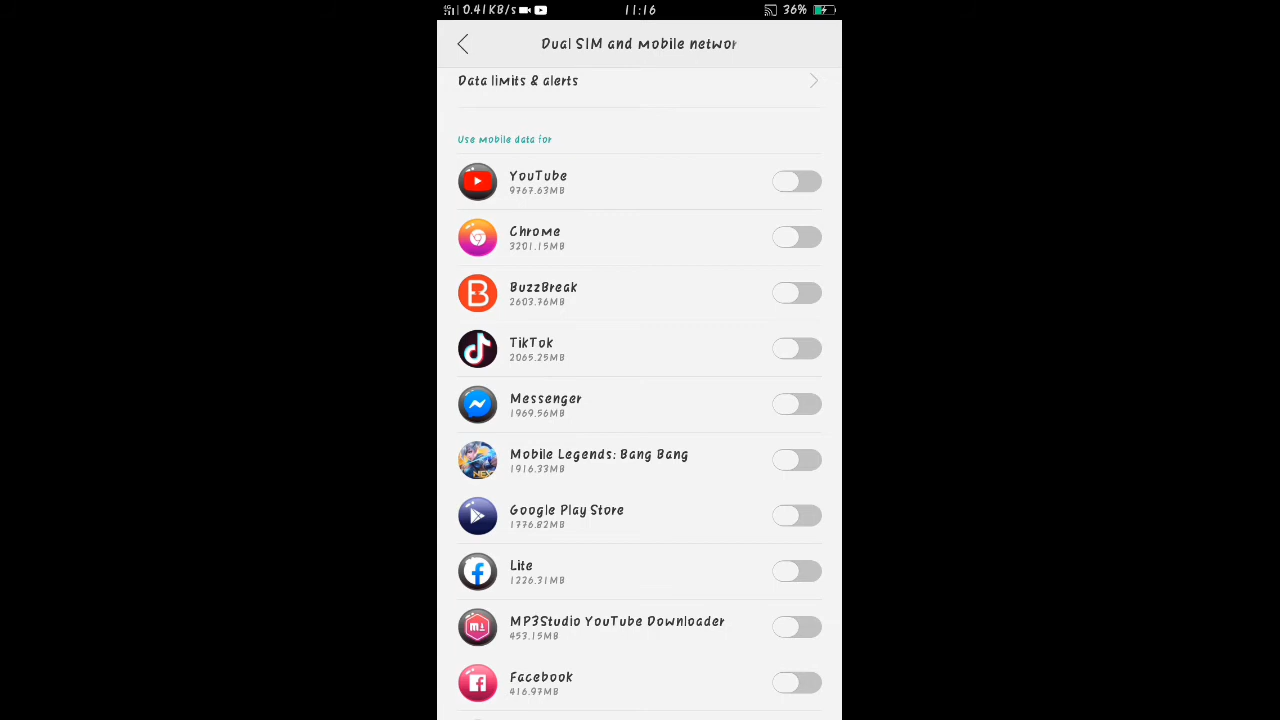 4G 0.41KB/s 11:16 36%
Dual SIM and mobile networ
Data limits & alerts
Use mobile data for
YouTube
9767.63MB
Chrome
3201.15MB
BuzzBreak
2603.76MB
TikTok
2065.25MB
Messenger
1969.56MB
Mobile Legends: Bang Bang
1916.33MB
Google Play Store
1776.82MB
Lite
1226.31MB
MP3Studio YouTube Downloader
453.15MB
Facebook
416.97MB